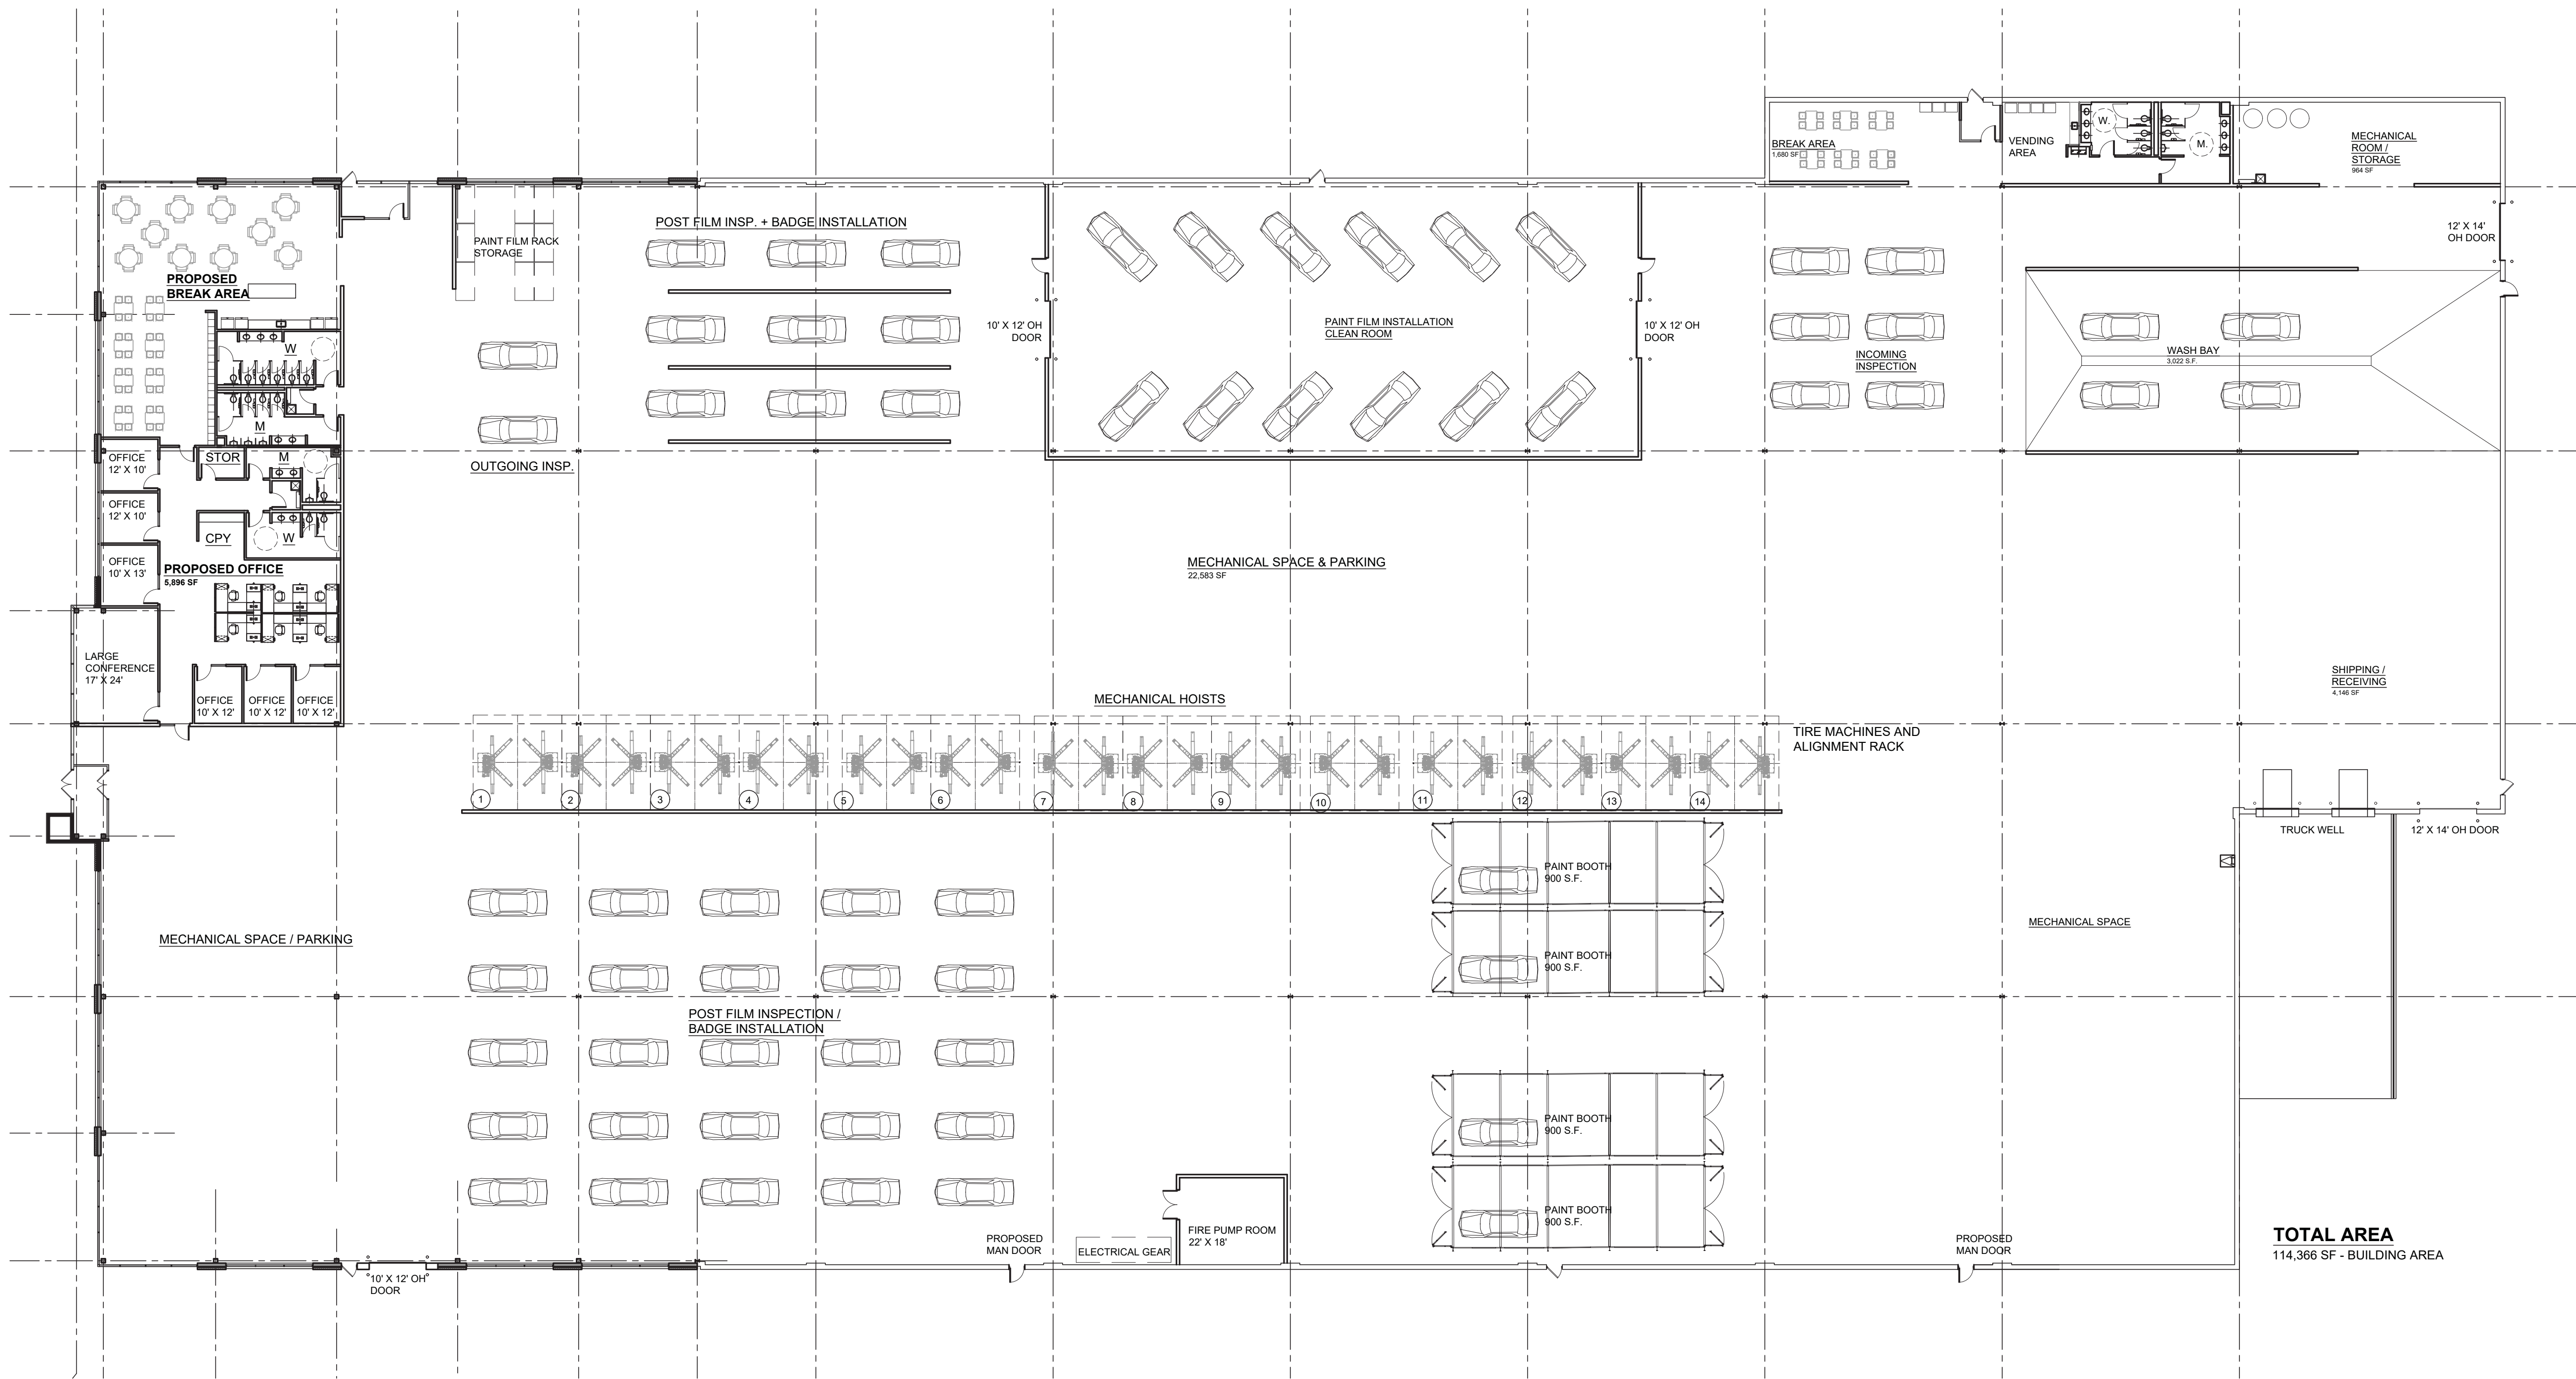 BREAK AREA
1,680 SF
VENDING
AREA
W.
M.
MECHANICAL
ROOM /
STORAGE
964 SF
12' X 14'
OH DOOR
POST FILM INSP. + BADGE INSTALLATION
PAINT FILM RACK
STORAGE
PROPOSED
BREAK AREA
10' X 12' OH
DOOR
PAINT FILM INSTALLATION
CLEAN ROOM
10' X 12' OH
DOOR
INCOMING
INSPECTION
WASH BAY
3,022 S.F.
W
M
OFFICE
12' X 10'
STOR
M
OUTGOING INSP.
OFFICE
12' X 10'
CPY
W
OFFICE
10' X 13'
PROPOSED OFFICE
5,896 SF
MECHANICAL SPACE & PARKING
22,583 SF
LARGE
CONFERENCE
17' X 24'
OFFICE
10' X 12'
OFFICE
10' X 12'
OFFICE
10' X 12'
MECHANICAL HOISTS
SHIPPING /
RECEIVING
4,146 SF
TIRE MACHINES AND
ALIGNMENT RACK
1
2
3
4
5
6
7
8
9
10
11
12
13
14
TRUCK WELL
12' X 14' OH DOOR
PAINT BOOTH
900 S.F.
MECHANICAL SPACE / PARKING
MECHANICAL SPACE
PAINT BOOTH
900 S.F.
POST FILM INSPECTION /
BADGE INSTALLATION
PAINT BOOTH
900 S.F.
PAINT BOOTH
900 S.F.
FIRE PUMP ROOM
22' X 18'
PROPOSED
MAN DOOR
ELECTRICAL GEAR
PROPOSED
MAN DOOR
10' X 12' OH
DOOR
TOTAL AREA
114,366 SF - BUILDING AREA